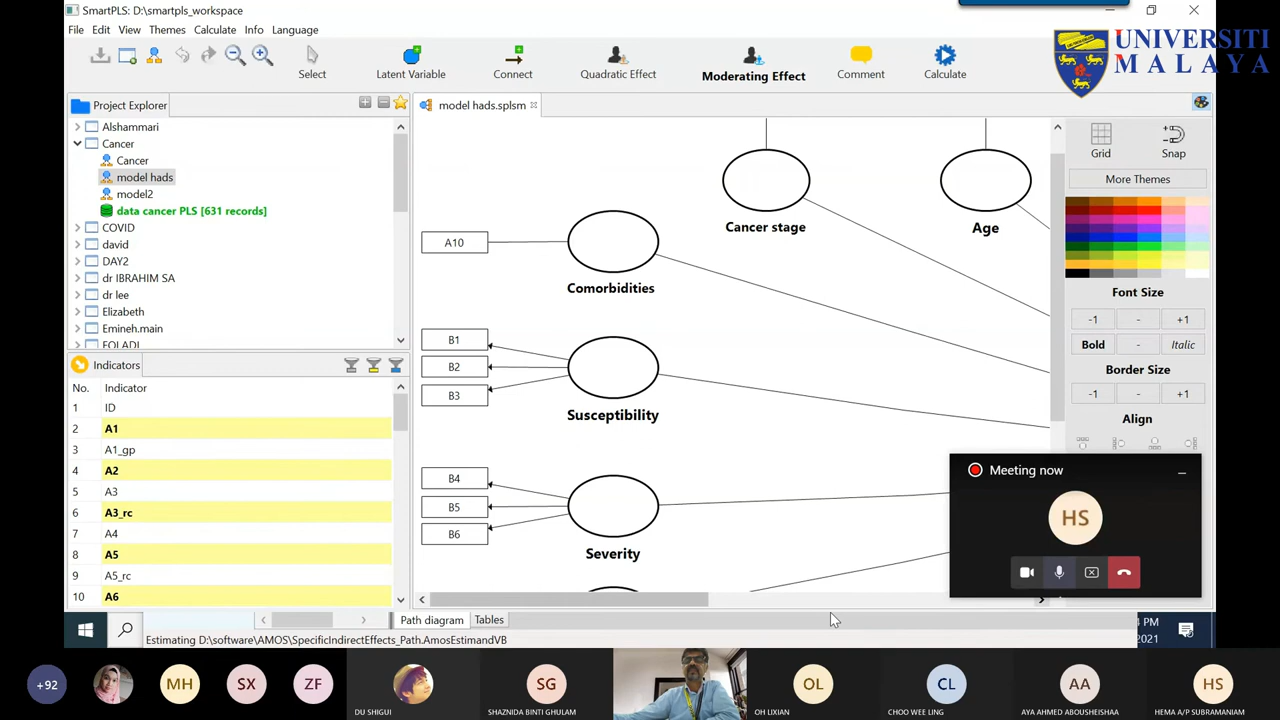 SmartPLS: D:\smartpls_workspace
File Edit View Themes Calculate Info Language
Select
Latent Variable
Connect
Quadratic Effect
Moderating Effect
Comment
Calculate
UNIVERSITI
MALAYA
Project Explorer
model hads.splsm
Alshammari
Cancer
Cancer
model hads
model2
data cancer PLS [631 records]
COVID
david
DAY2
dr IBRAHIM SA
dr lee
Elizabeth
Emineh.main
FOLADI
Indicators
No. Indicator
1 ID
2 A1
3 A1_gp
4 A2
5 A3
6 A3_rc
7 A4
8 A5
9 A5_rc
10 A6
Cancer stage
Age
A10
Comorbidities
B1
B2
B3
Susceptibility
B4
B5
B6
Severity
Grid
Snap
More Themes
Font Size
-1 - +1
Bold - Italic
Border Size
-1 - +1
Align
Meeting now
HS
Path diagram Tables
Estimating D:\software\AMOS\SpecificIndirectEffects_Path.AmosEstimandVB
PM
2021
+92
MH
SX
ZF
DU SHIGUI
SG
SHAZNIDA BINTI GHULAM
OL
OH LIXIAN
CL
CHOO WEE LING
AA
AYA AHMED ABOUSHEISHAA
HS
HEMA A/P SUBRAMANIAM